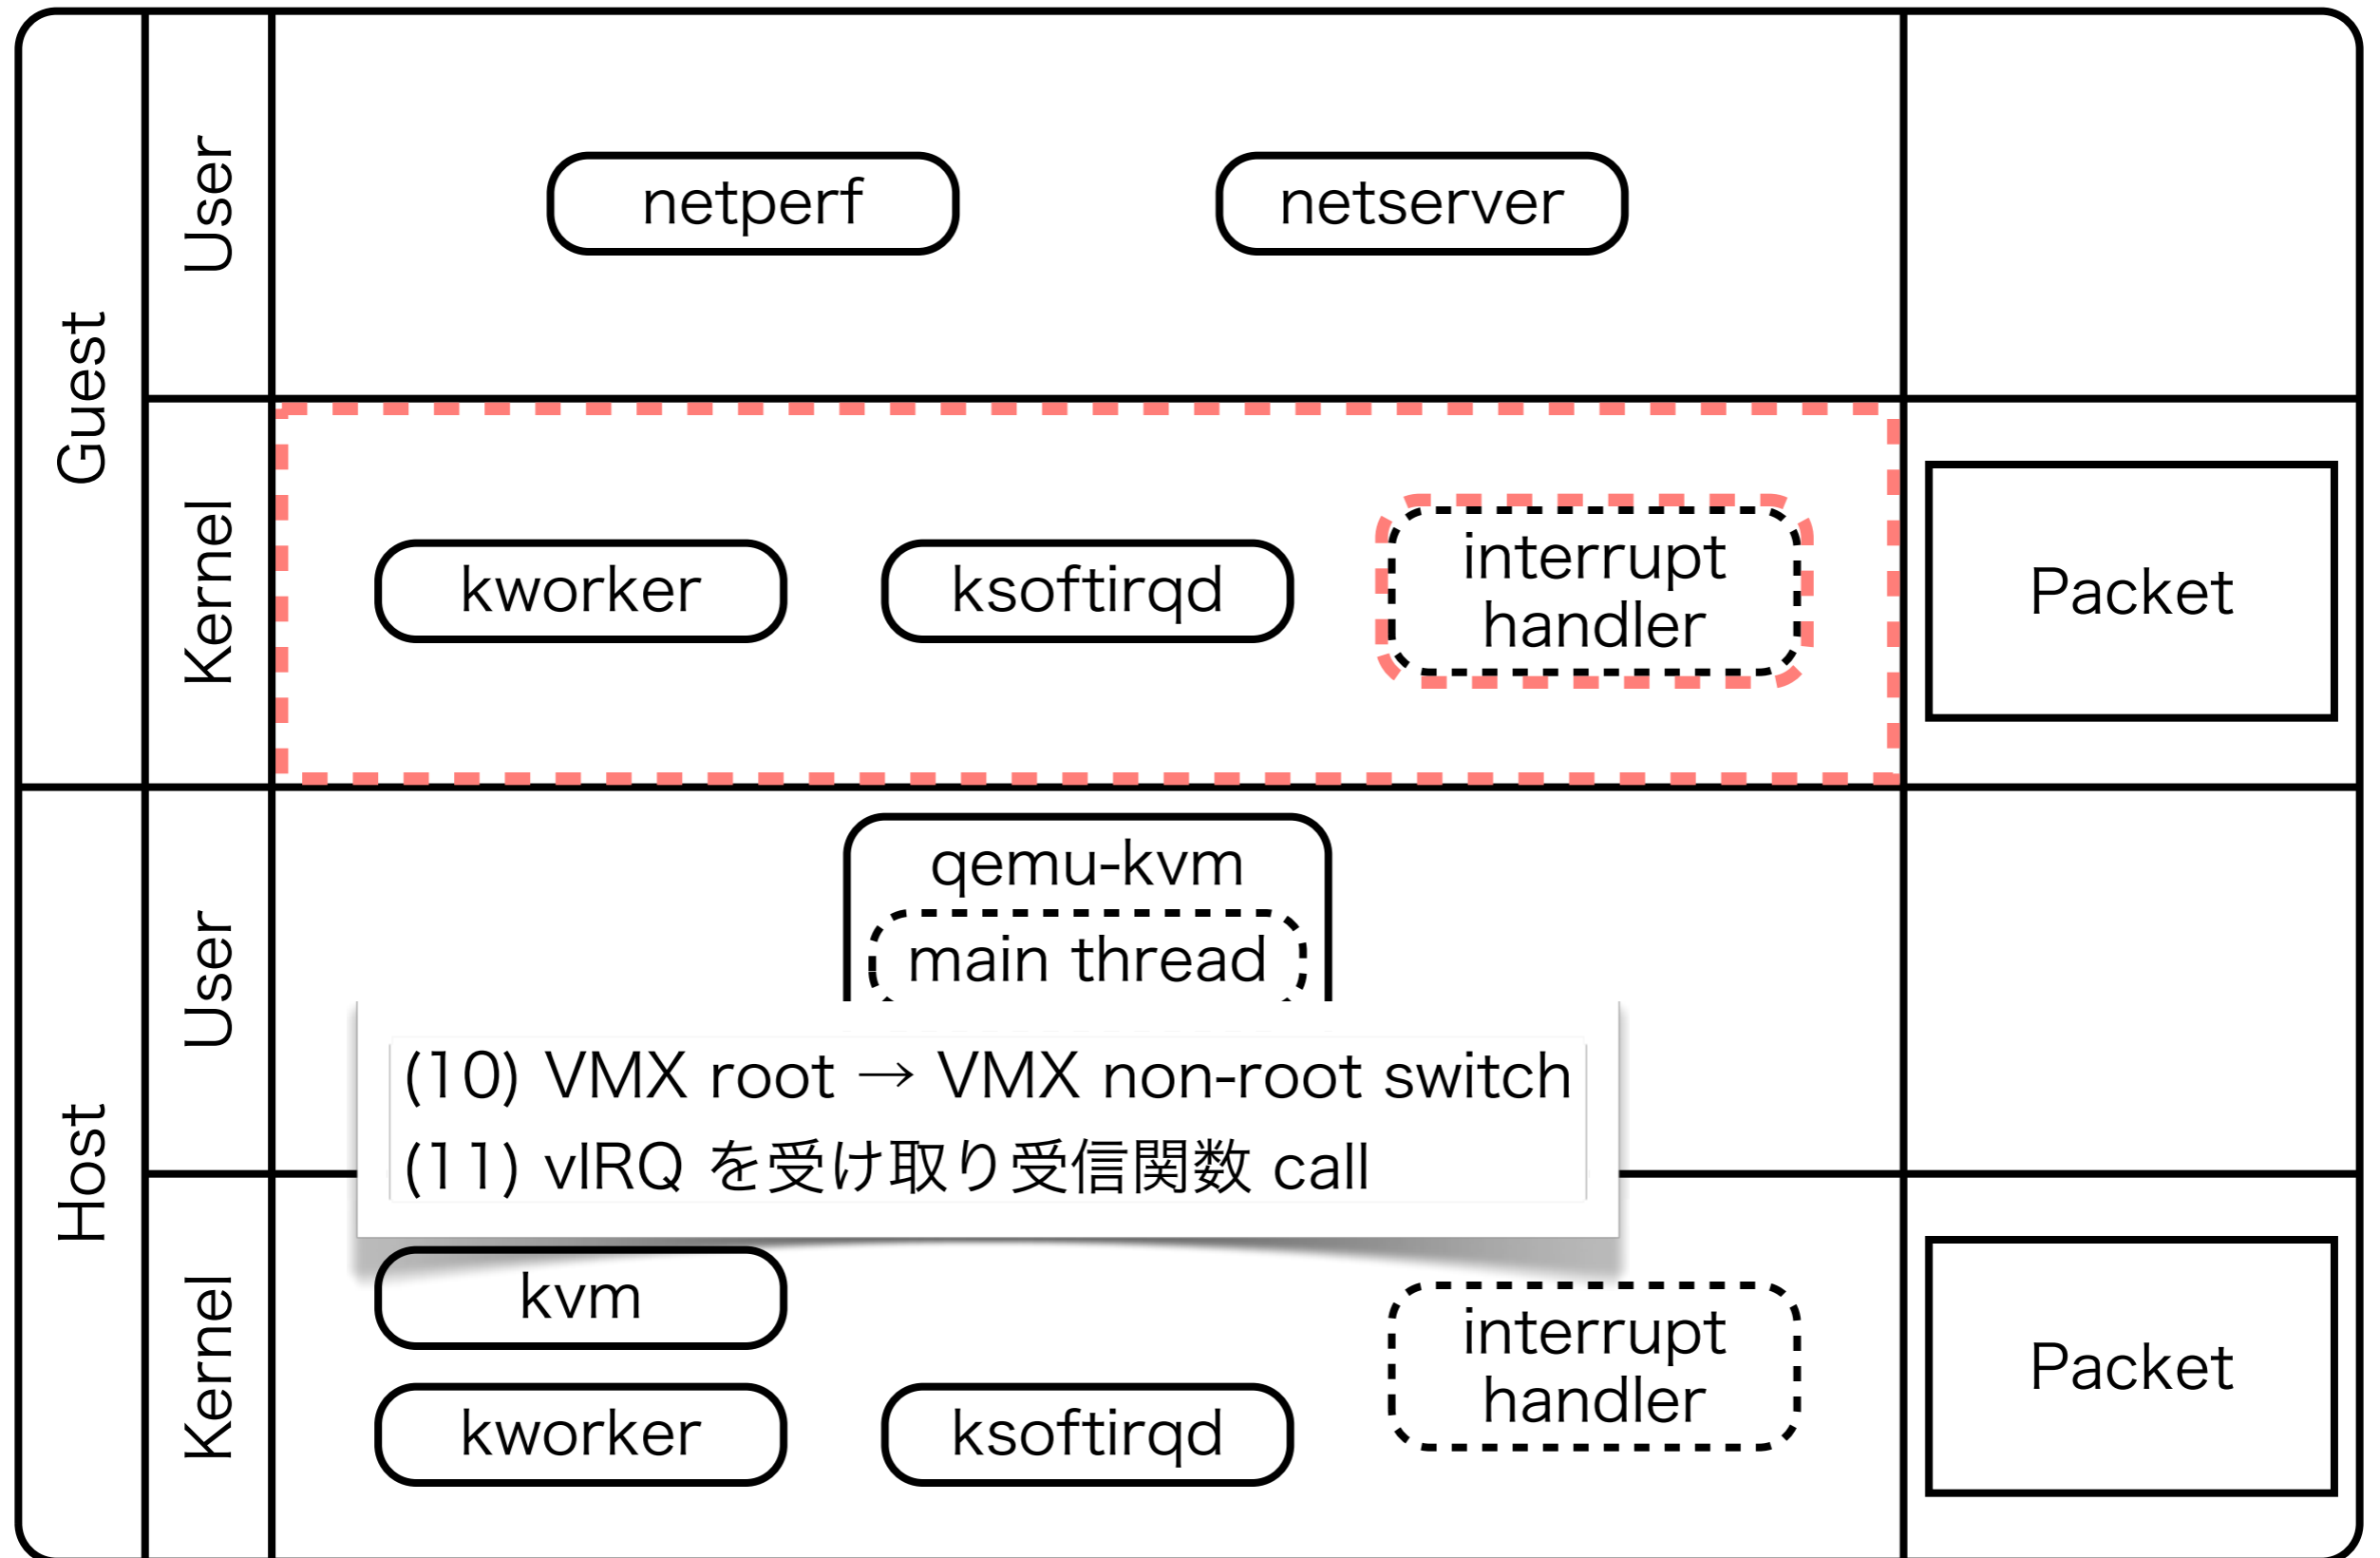 Guest
User
netperf
netserver
Kernel
kworker
ksoftirqd
interrupt
handler
Packet
Host
User
qemu-kvm
main thread
(10) VMX root → VMX non-root switch
(11) vIRQ を受け取り受信関数 call
Kernel
kvm
kworker
ksoftirqd
interrupt
handler
Packet